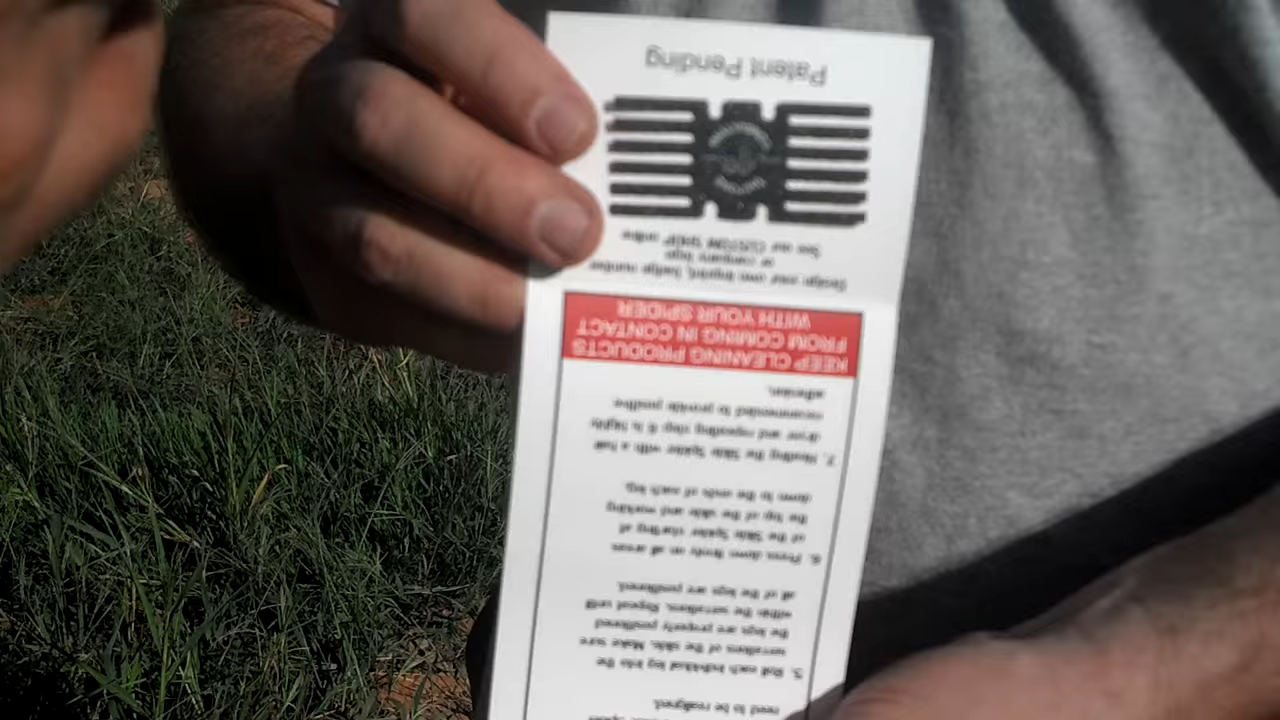 need to be realigned.
5. Roll each individual leg into the
serrations of the slide. Make sure
the legs are properly positioned
within the serrations. Repeat until
all of the legs are positioned.
6. Press down firmly on all areas
of the Slide Spider starting at
the top of the slide and working
down to the ends of each leg.
7. Heating the Slide Spider with a hair
dryer and repeating step 6 is highly
recommended to provide positive
adhesion.
KEEP CLEANING PRODUCTS
FROM COMING IN CONTACT
WITH YOUR SPIDER
Design your own logo, badge number
or company logo
See our CUSTOM SHOP online
Patent Pending